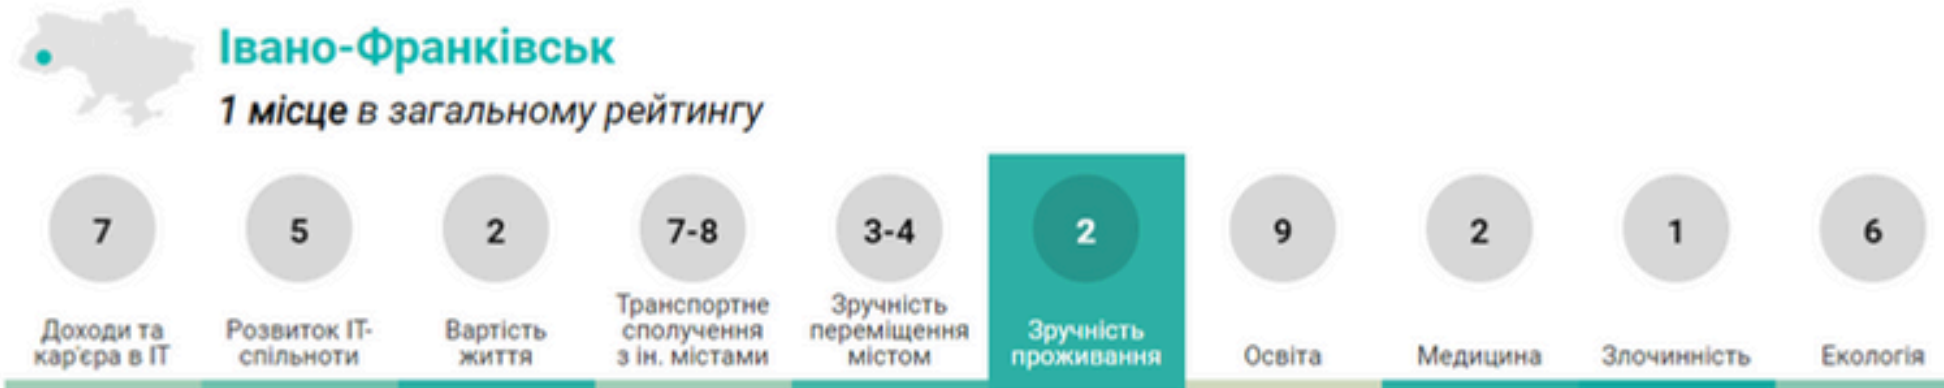 Івано-Франківськ
1 місце в загальному рейтингу
7
5
2
7-8
3-4
2
9
2
1
6
Доходи та
кар'єра в ІТ
Розвиток ІТ-
спільноти
Вартість
життя
Транспортне
сполучення
з ін. містами
Зручність
переміщення
містом
Зручність
проживання
Освіта
Медицина
Злочинність
Екологія